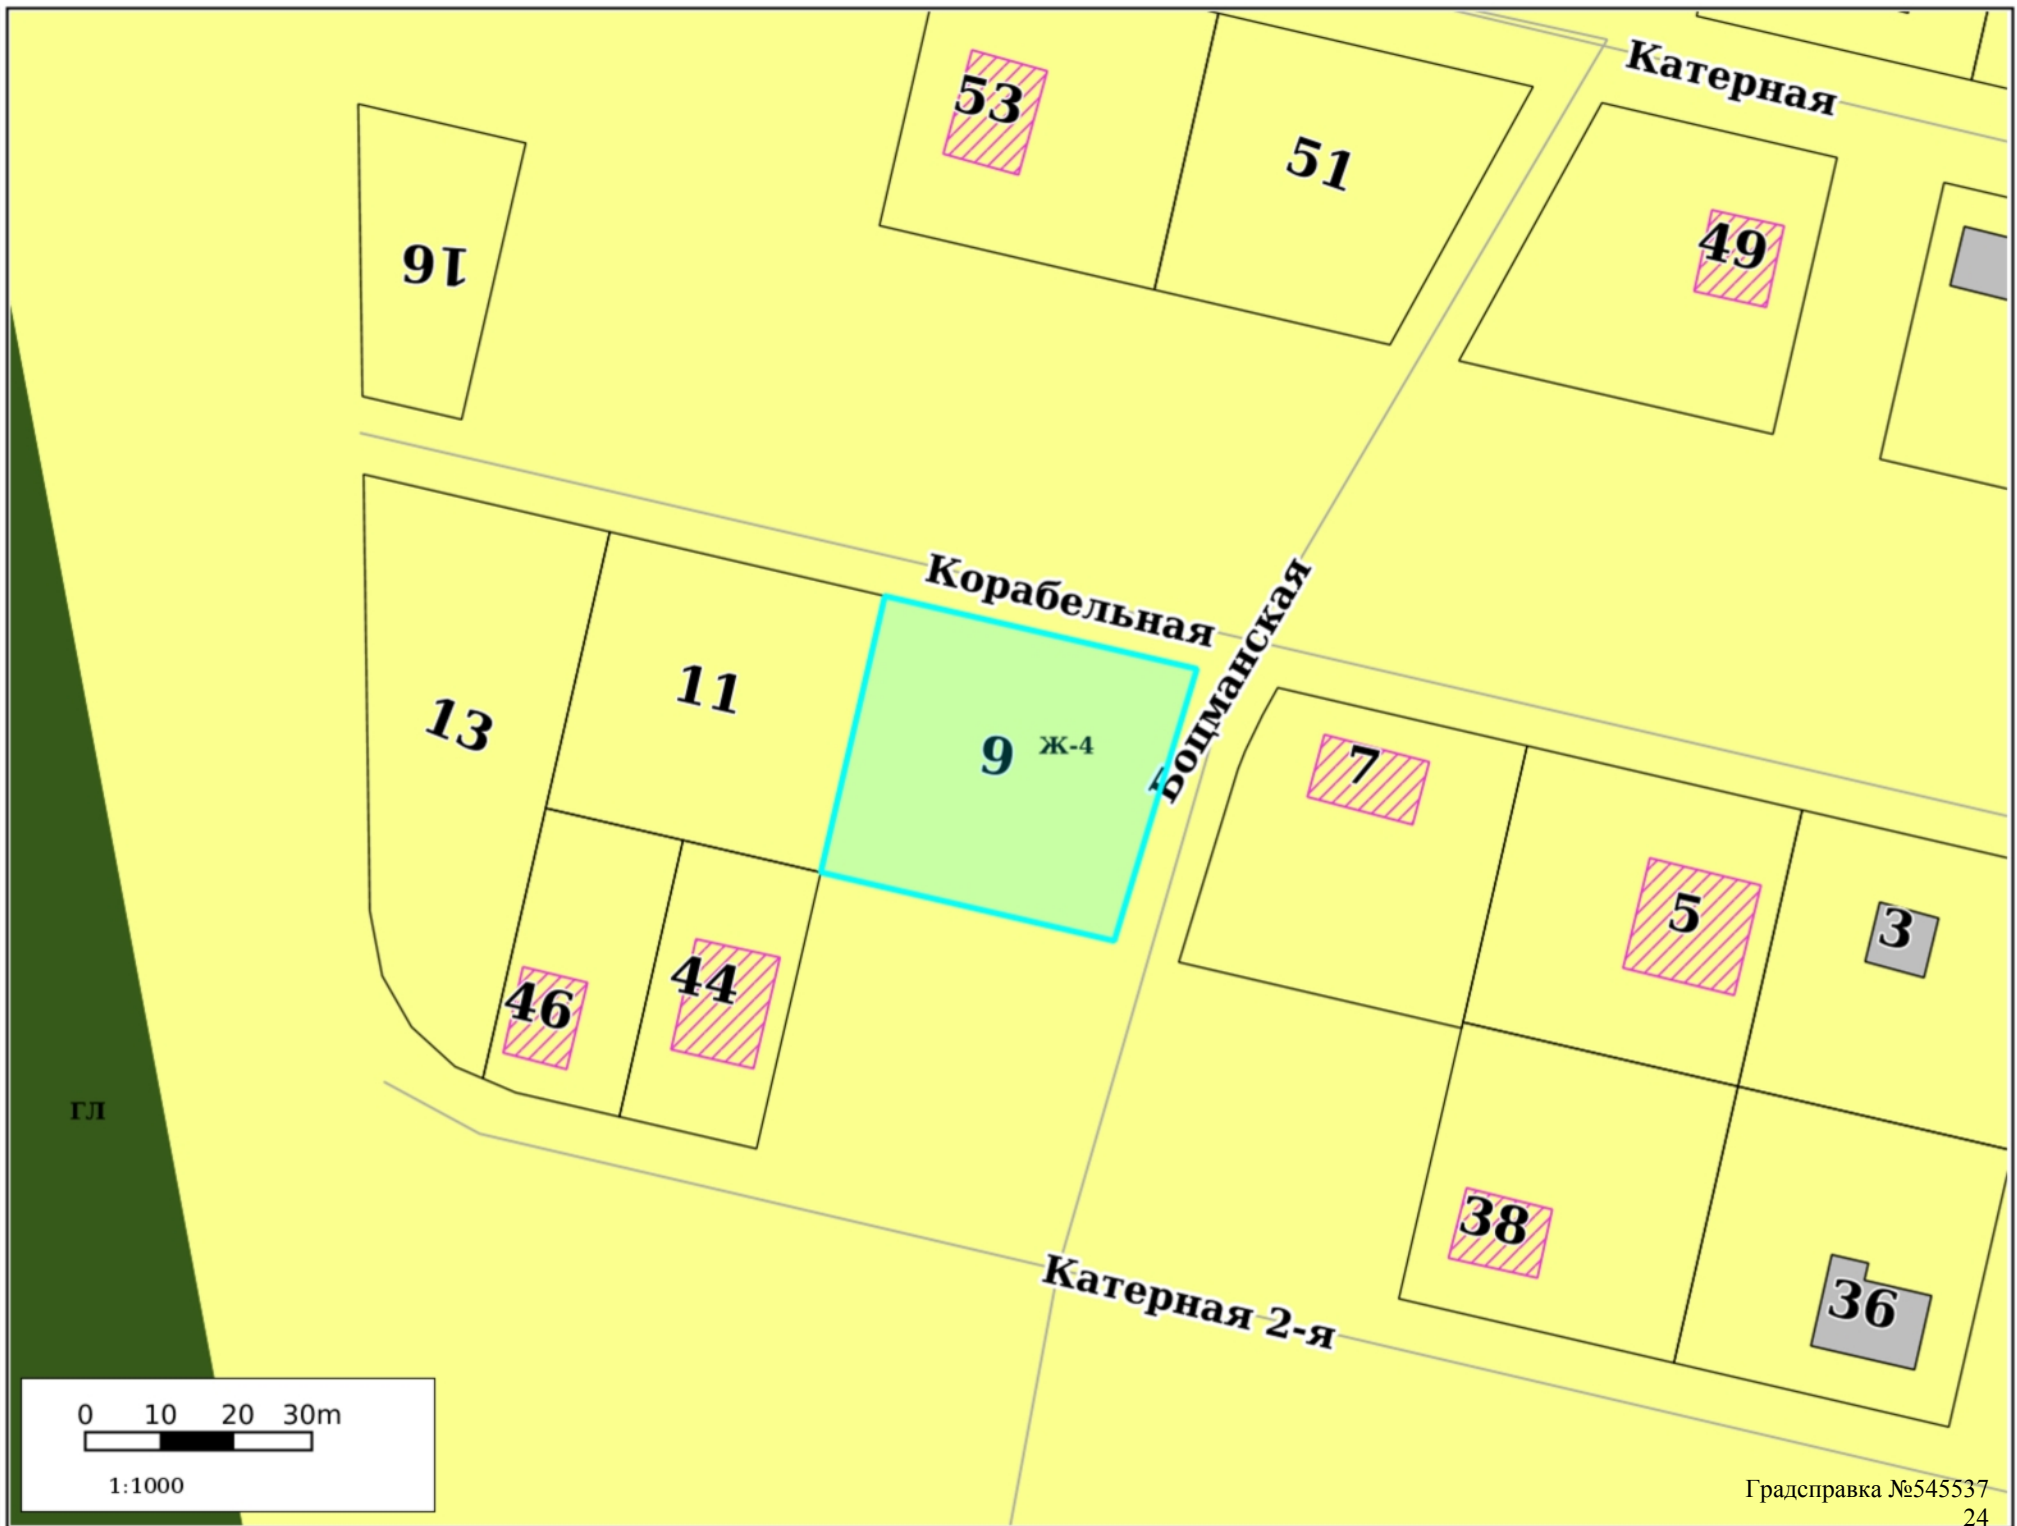 Катерная
53
51
49
16
Корабельная
Боцманская
13
11
9
Ж-4
7
5
3
46
44
гл
38
36
Катерная 2-я
0 10 20 30m
1:1000
Градсправка №545537
24